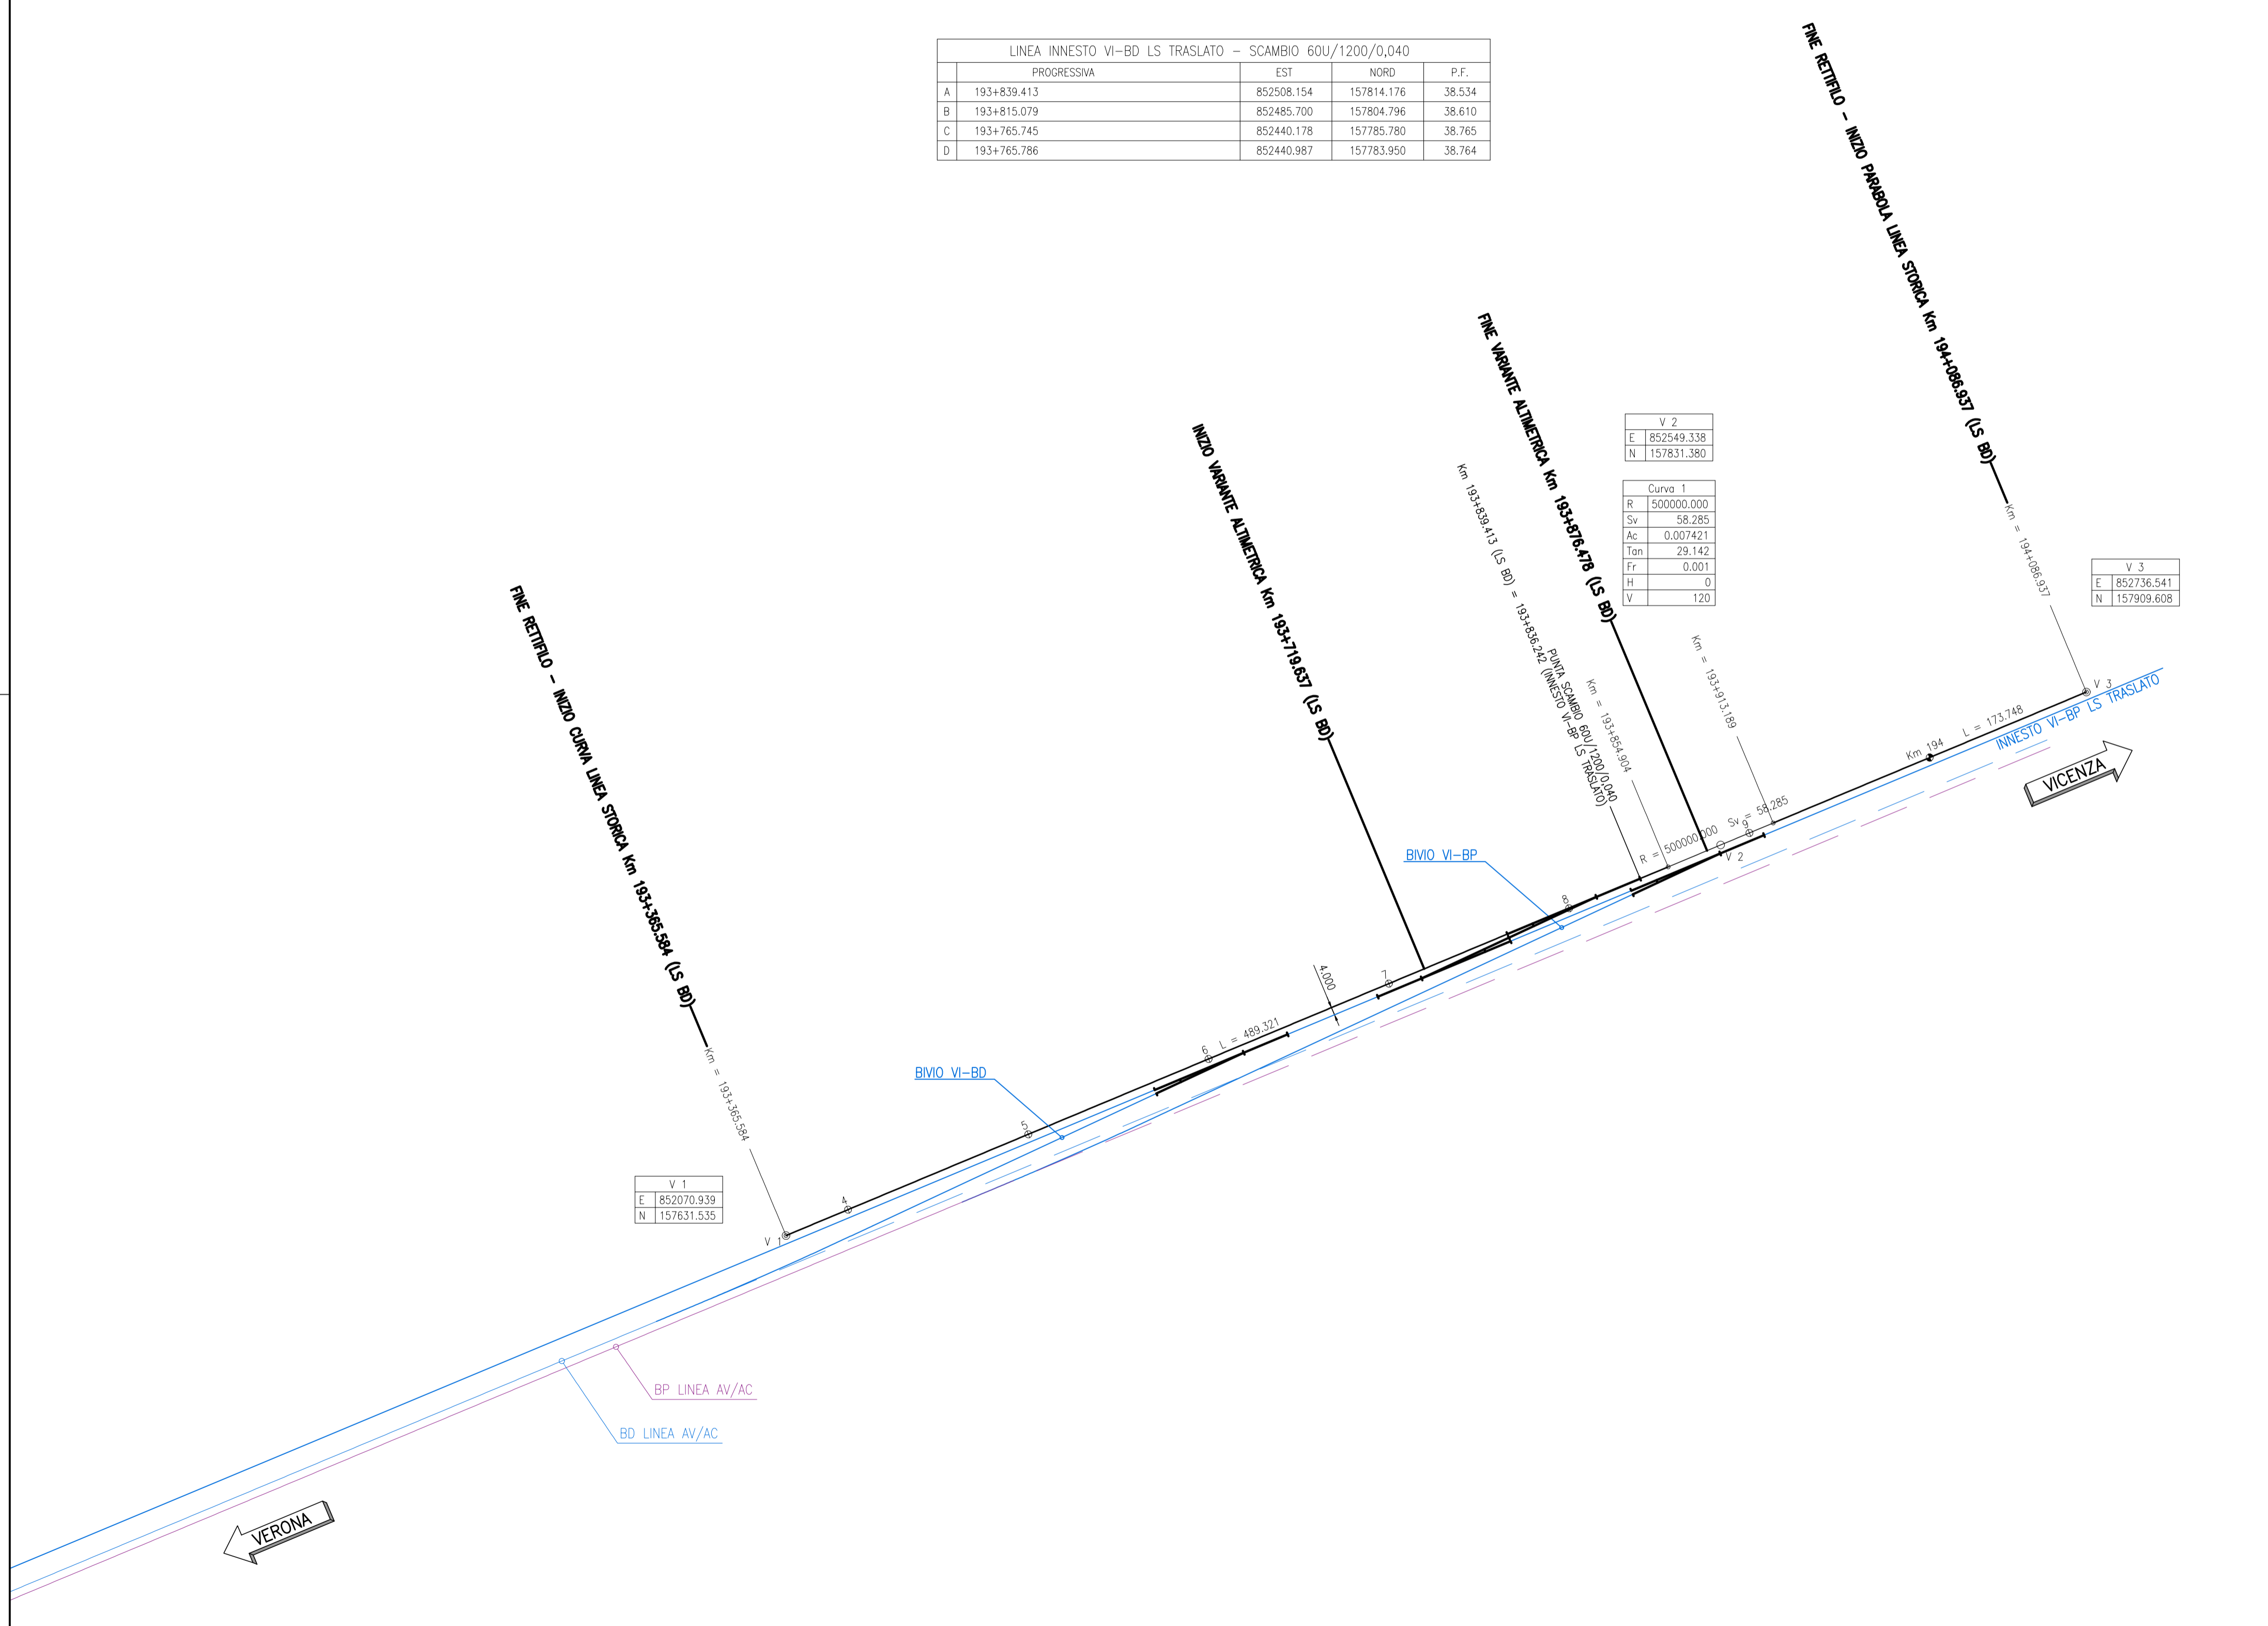 LINEA INNESTO VI-BD LS TRASLATO - SCAMBIO 60U/1200/0,040
PROGRESSIVA EST NORD P.F.
A 193+839.413 852508.154 157814.176 38.534
B 193+815.079 852485.700 157804.796 38.610
C 193+765.745 852440.178 157785.780 38.765
D 193+765.786 852440.987 157783.950 38.764
FINE RETTIFILO - INIZIO PARABOLA LINEA STORICA Km 194+086.937 (LS BD)
Km = 194+086.937
FINE VARIANTE ALTIMETRICA Km 193+876.478 (LS BD)
V 2
E 852549.338
N 157831.380
Curva 1
R 500000.000
Sv 58.285
Ac 0.007421
Tan 29.142
Fr 0.001
H 0
V 120
INIZIO VARIANTE ALTIMETRICA Km 193+719.637 (LS BD)
Km 193+839.413 (LS BD) = 193+836.242 (INNESTO VI-BP LS TRASLATO)
PUNTA SCAMBIO 60U/1200/0,040
Km = 193+854.904
Km = 193+913.189
V 3
E 852736.541
N 157909.608
FINE RETTIFILO - INIZIO CURVA LINEA STORICA Km 193+365.584 (LS BD)
Km = 193+365.584
V 3
INNESTO VI-BP LS TRASLATO
L = 173.748
Km 194
VICENZA
Sv = 58.285
R = 500000.000
9
V 2
BIVIO VI-BP
8
7
4.000
L = 489.321
6
BIVIO VI-BD
5
V 1
E 852070.939
N 157631.535
4
V 1
BP LINEA AV/AC
BD LINEA AV/AC
VERONA